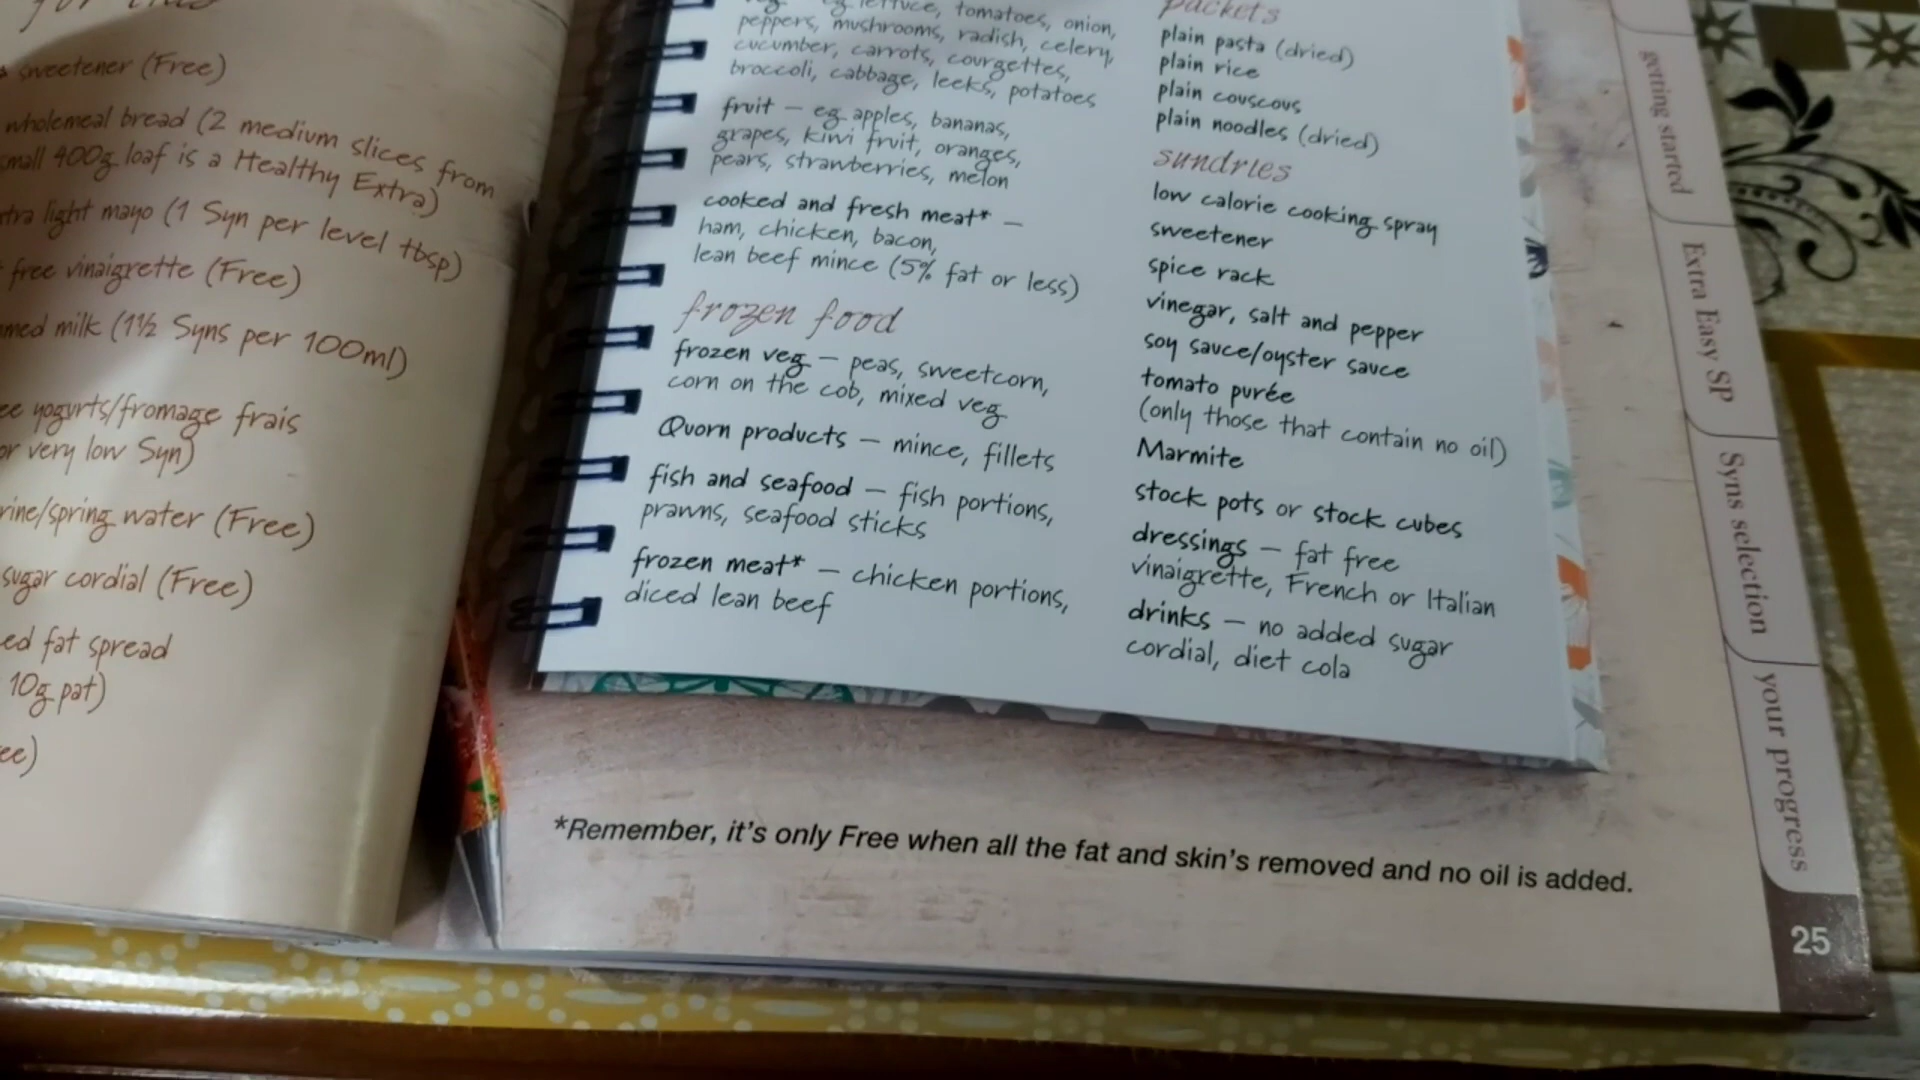 sweetener (Free)
wholemeal bread (2 medium slices from
small 400g loaf is a Healthy Extra)
light mayo (1 Syn per level tbsp)
free vinaigrette (Free)
milk (1½ Syns per 100ml)
yogurts/fromage frais
or very low Syn)
water (Free)
sugar cordial (Free)
fat spread
10g pat)
lettuce, tomatoes, onion,
peppers, mushrooms, radish, celery,
cucumber, carrots, courgettes,
broccoli, cabbage, leeks, potatoes
fruit – eg apples, bananas,
grapes, kiwi fruit, oranges,
pears, strawberries, melon
cooked and fresh meat* –
ham, chicken, bacon,
lean beef mince (5% fat or less)
frozen food
frozen veg – peas, sweetcorn,
corn on the cob, mixed veg
Quorn products – mince, fillets
fish and seafood – fish portions,
prawns, seafood sticks
frozen meat* – chicken portions,
diced lean beef
packets
plain pasta (dried)
plain rice
plain couscous
plain noodles (dried)
sundries
low calorie cooking spray
sweetener
spice rack
vinegar, salt and pepper
soy sauce/oyster sauce
tomato purée
(only those that contain no oil)
Marmite
stock pots or stock cubes
dressings – fat free
vinaigrette, French or Italian
drinks – no added sugar
cordial, diet cola
*Remember, it's only Free when all the fat and skin's removed and no oil is added.
getting started
Extra Easy SP
Syns selection
your progress
25